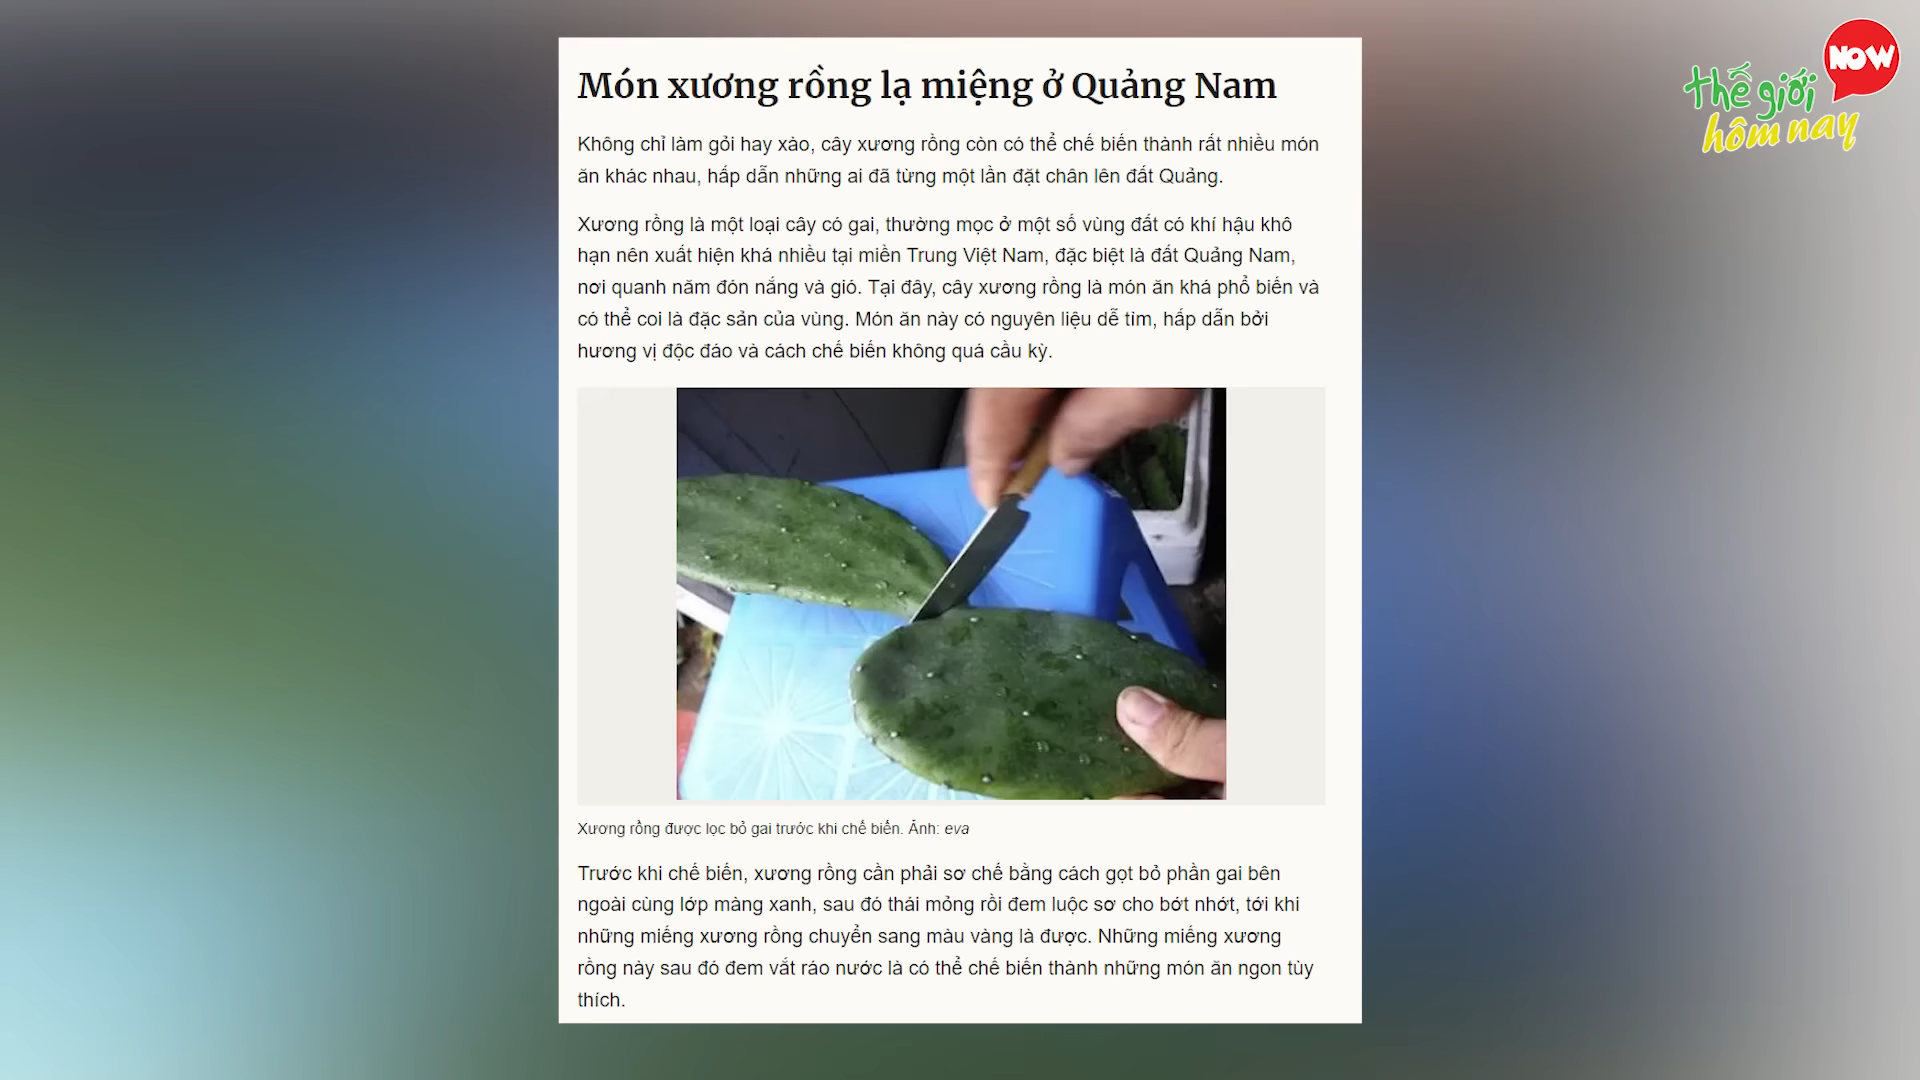 Món xương rồng lạ miệng ở Quảng Nam
Không chỉ làm gỏi hay xào, cây xương rồng còn có thể chế biến thành rất nhiều món
ăn khác nhau, hấp dẫn những ai đã từng một lần đặt chân lên đất Quảng.
Xương rồng là một loại cây có gai, thường mọc ở một số vùng đất có khí hậu khô
hạn nên xuất hiện khá nhiều tại miền Trung Việt Nam, đặc biệt là đất Quảng Nam,
nơi quanh năm đón nắng và gió. Tại đây, cây xương rồng là món ăn khá phổ biến và
có thể coi là đặc sản của vùng. Món ăn này có nguyên liệu dễ tìm, hấp dẫn bởi
hương vị độc đáo và cách chế biến không quá cầu kỳ.
Xương rồng được lọc bỏ gai trước khi chế biến. Ảnh: eva
Trước khi chế biến, xương rồng cần phải sơ chế bằng cách gọt bỏ phần gai bên
ngoài cùng lớp màng xanh, sau đó thái mỏng rồi đem luộc sơ cho bớt nhớt, tới khi
những miếng xương rồng chuyển sang màu vàng là được. Những miếng xương
rồng này sau đó đem vắt ráo nước là có thể chế biến thành những món ăn ngon tùy
thích.
NOW
thế giới
hôm nay